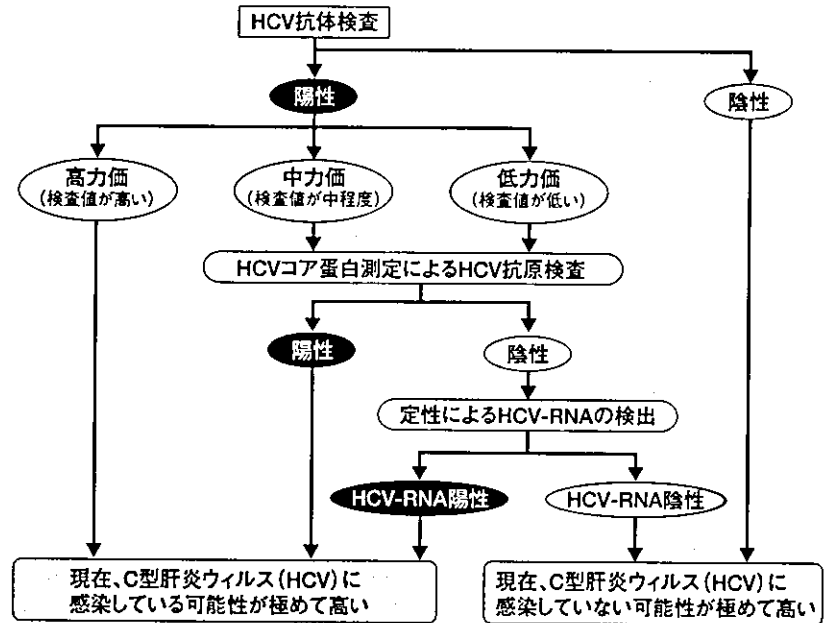 HCV抗体検査
陽性
陰性
高力価
(検査値が高い)
中力価
(検査値が中程度)
低力価
(検査値が低い)
HCVコア蛋白測定によるHCV抗原検査
陽性
陰性
定性によるHCV-RNAの検出
HCV-RNA陽性
HCV-RNA陰性
現在、C型肝炎ウィルス(HCV)に
感染している可能性が極めて高い
現在、C型肝炎ウィルス(HCV)に
感染していない可能性が極めて高い